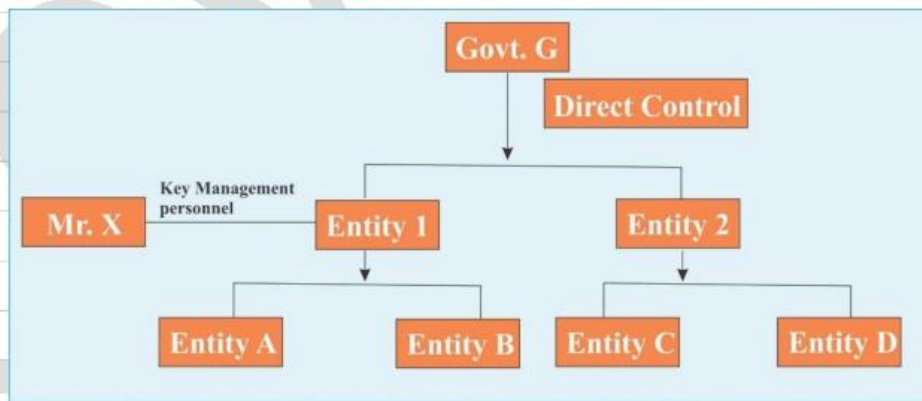 Govt. G
Direct Control
Key Management
personnel
Mr. X
Entity 1
Entity 2
Entity A
Entity B
Entity C
Entity D